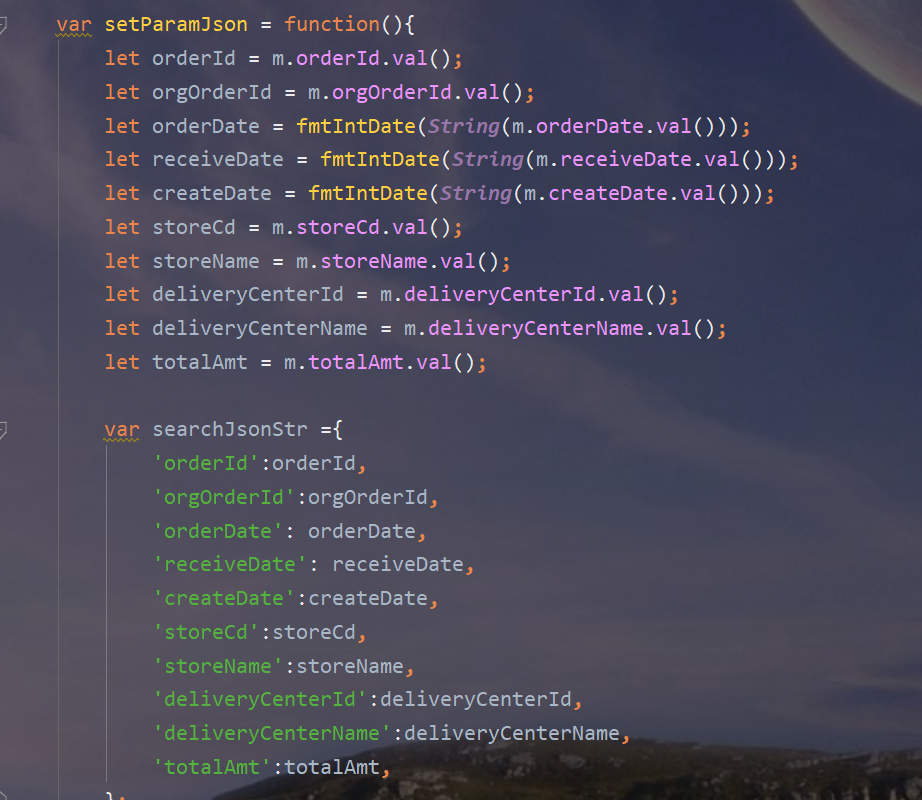 var setParamJson = function(){
let orderId = m.orderId.val();
let orgOrderId = m.orgOrderId.val();
let orderDate = fmtIntDate(String(m.orderDate.val()));
let receiveDate = fmtIntDate(String(m.receiveDate.val()));
let createDate = fmtIntDate(String(m.createDate.val()));
let storeCd = m.storeCd.val();
let storeName = m.storeName.val();
let deliveryCenterId = m.deliveryCenterId.val();
let deliveryCenterName = m.deliveryCenterName.val();
let totalAmt = m.totalAmt.val();
var searchJsonStr ={
'orderId':orderId,
'orgOrderId':orgOrderId,
'orderDate': orderDate,
'receiveDate': receiveDate,
'createDate':createDate,
'storeCd':storeCd,
'storeName':storeName,
'deliveryCenterId':deliveryCenterId,
'deliveryCenterName':deliveryCenterName,
'totalAmt':totalAmt,
};